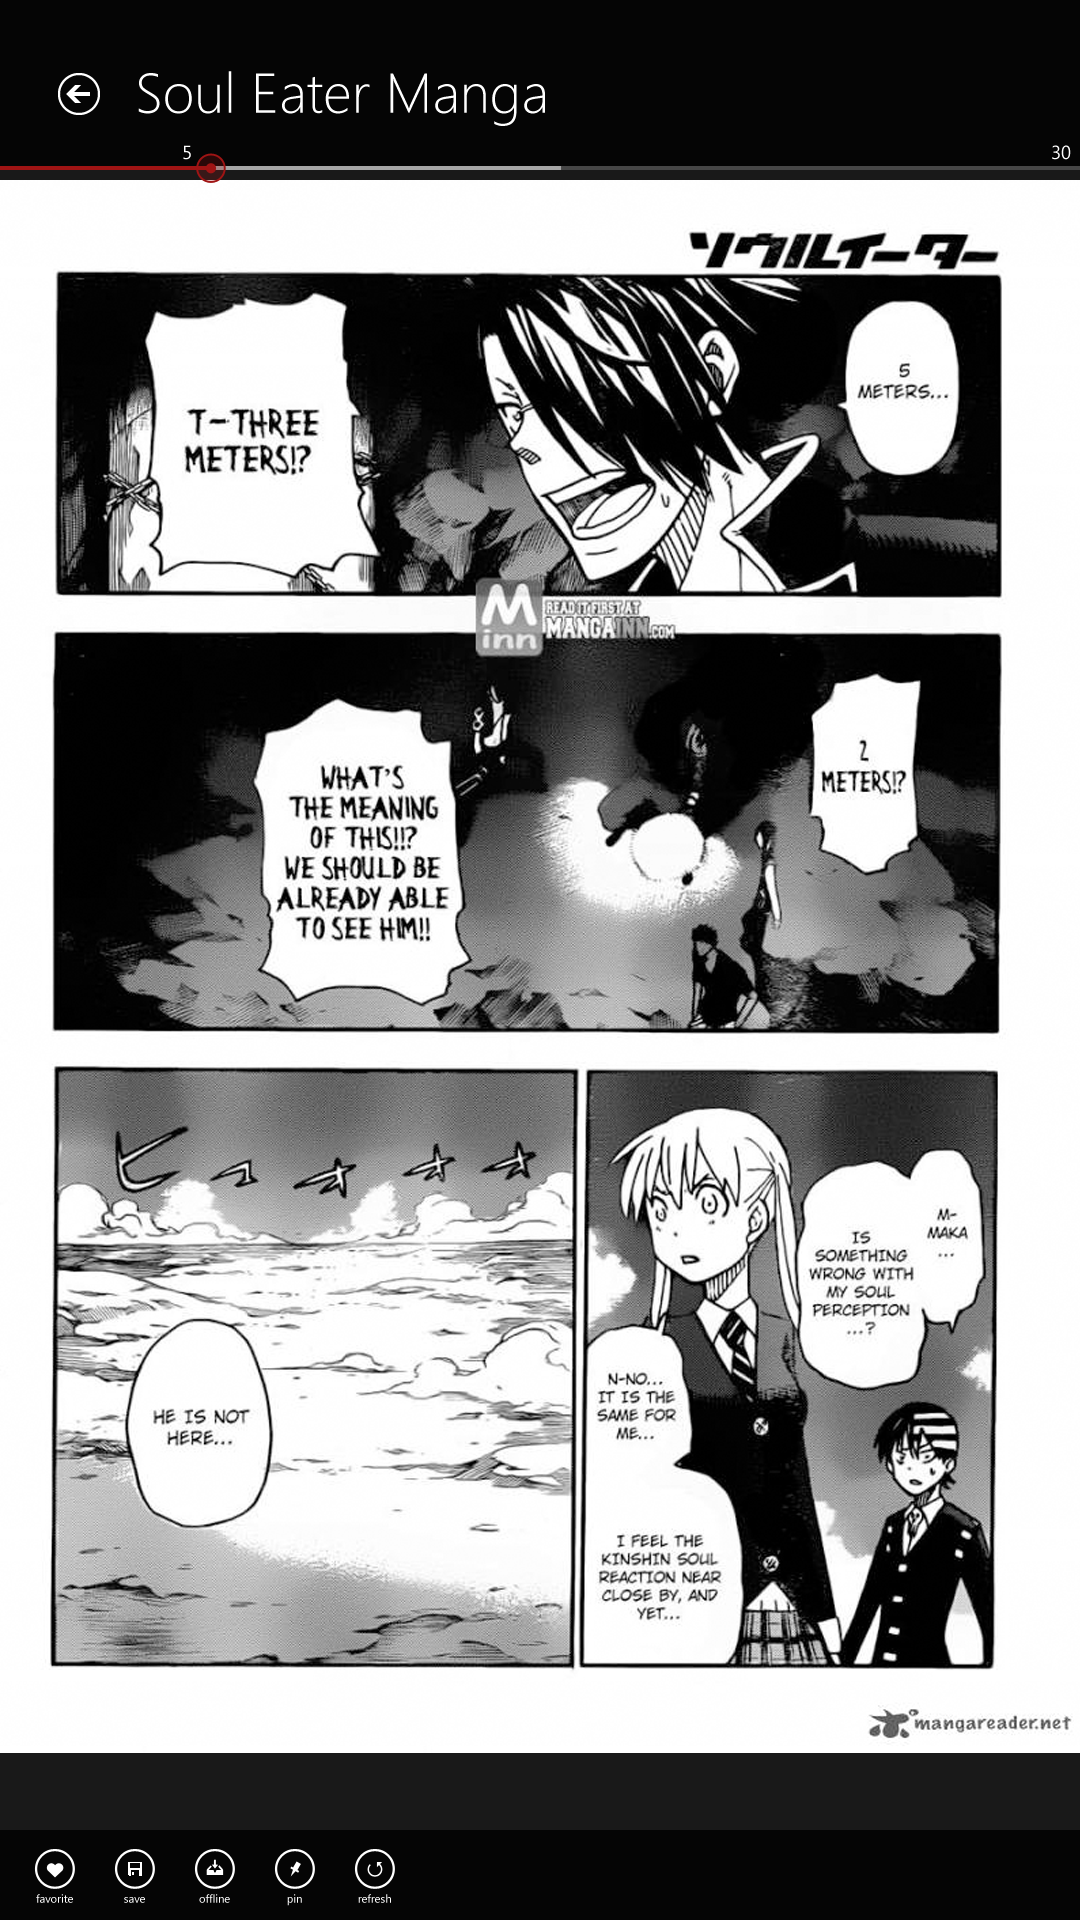 Soul Eater Manga
5
30
ソウルイーター
5
METERS...
T-THREE
METERS!?
READ IT FIRST AT
MANGAINN.COM
M
inn
2
METERS!?
WHAT'S
THE MEANING
OF THIS!!?
WE SHOULD BE
ALREADY ABLE
TO SEE HIM!!
M-
MAKA
...
IS
SOMETHING
WRONG WITH
MY SOUL
PERCEPTION
...?
N-NO...
IT IS THE
SAME FOR
ME...
I FEEL THE
KINSHIN SOUL
REACTION NEAR
CLOSE BY, AND
YET...
ヒュオオオ
HE IS NOT
HERE...
mangareader.net
favorite
save
offline
pin
refresh